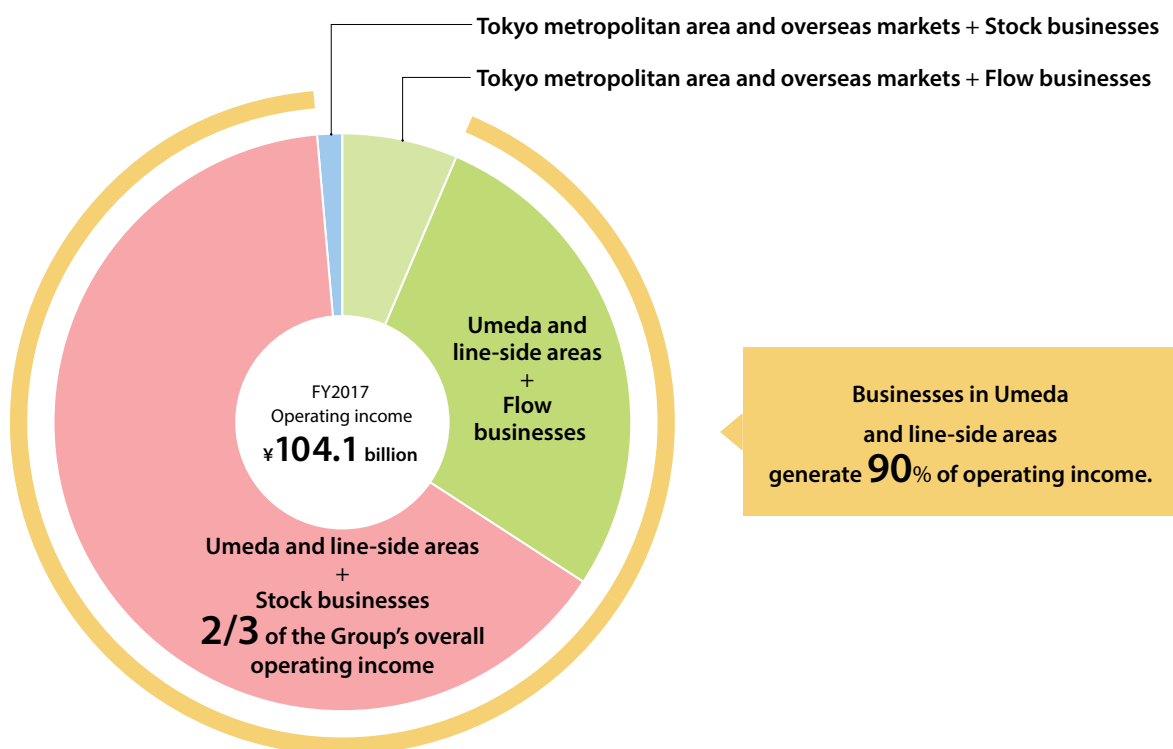 Tokyo metropolitan area and overseas markets + Stock businesses
Tokyo metropolitan area and overseas markets + Flow businesses
Umeda and
line-side areas
+
Flow
businesses
FY2017
Operating income
¥104.1 billion
Businesses in Umeda
and line-side areas
generate 90% of operating income.
Umeda and line-side areas
+
Stock businesses
2/3 of the Group's overall
operating income